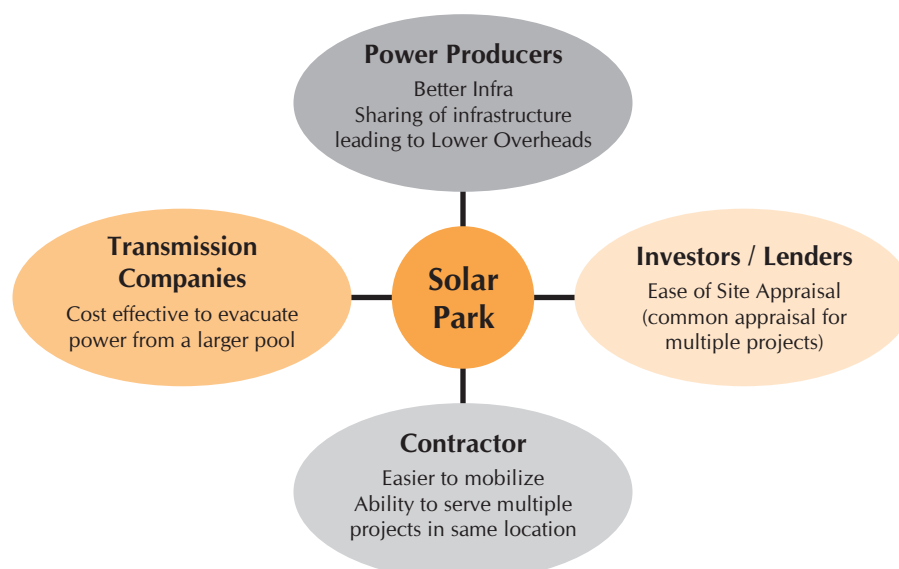 Power Producers
Better Infra
Sharing of infrastructure
leading to Lower Overheads
Transmission
Companies
Cost effective to evacuate
power from a larger pool
Solar
Park
Investors / Lenders
Ease of Site Appraisal
(common appraisal for
multiple projects)
Contractor
Easier to mobilize
Ability to serve multiple
projects in same location